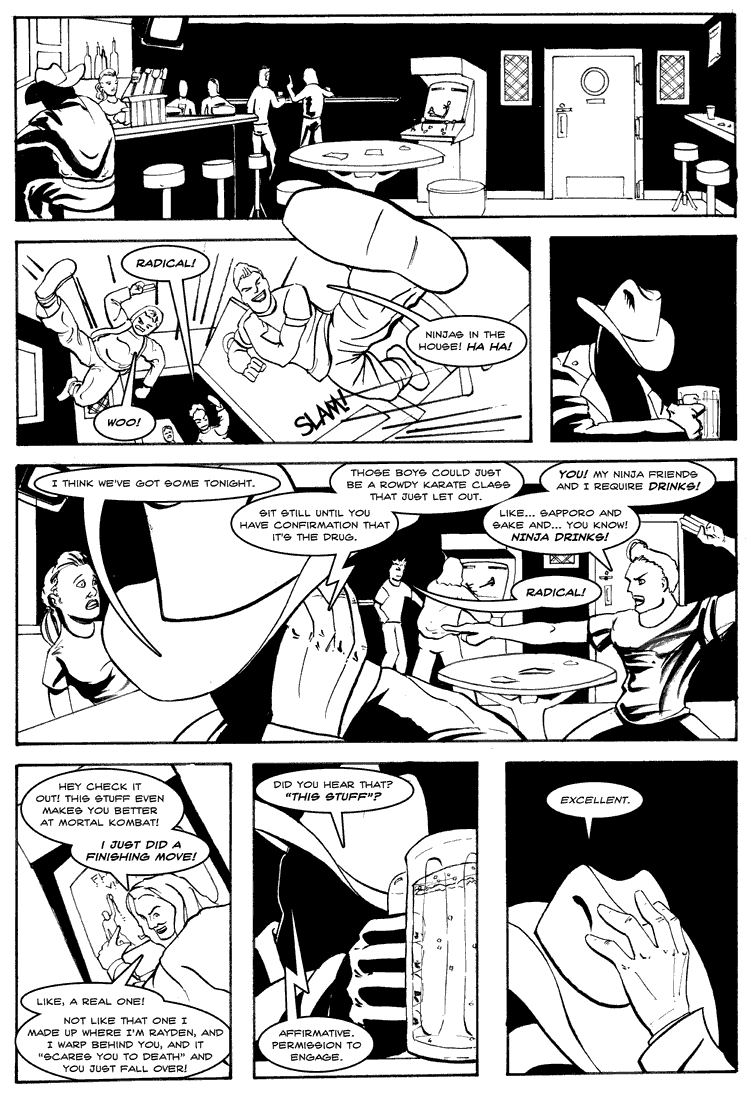 RADICAL!
NINJAS IN THE
HOUSE! HA HA!
WOO!
SLAM!
I THINK WE'VE GOT SOME TONIGHT.
THOSE BOYS COULD JUST
BE A ROWDY KARATE CLASS
THAT JUST LET OUT.
SIT STILL UNTIL YOU
HAVE CONFIRMATION THAT
IT'S THE DRUG.
YOU! MY NINJA FRIENDS
AND I REQUIRE DRINKS!
LIKE... SAPPORO AND
SAKE AND... YOU KNOW!
NINJA DRINKS!
RADICAL!
HEY CHECK IT
OUT! THIS STUFF EVEN
MAKES YOU BETTER
AT MORTAL KOMBAT!
I JUST DID A
FINISHING MOVE!
LIKE, A REAL ONE!
NOT LIKE THAT ONE I
MADE UP WHERE I'M RAYDEN, AND
I WARP BEHIND YOU, AND IT
"SCARES YOU TO DEATH" AND
YOU JUST FALL OVER!
DID YOU HEAR THAT?
"THIS STUFF"?
AFFIRMATIVE.
PERMISSION TO
ENGAGE.
EXCELLENT.